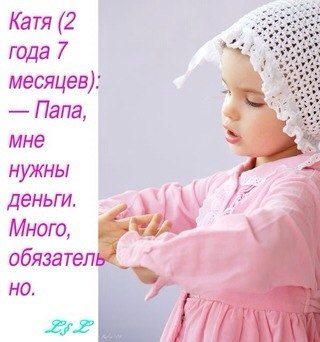 Катя (2
года 7
месяцев):
— Папа,
мне
нужны
деньги.
Много,
обязатель
но.
L&L